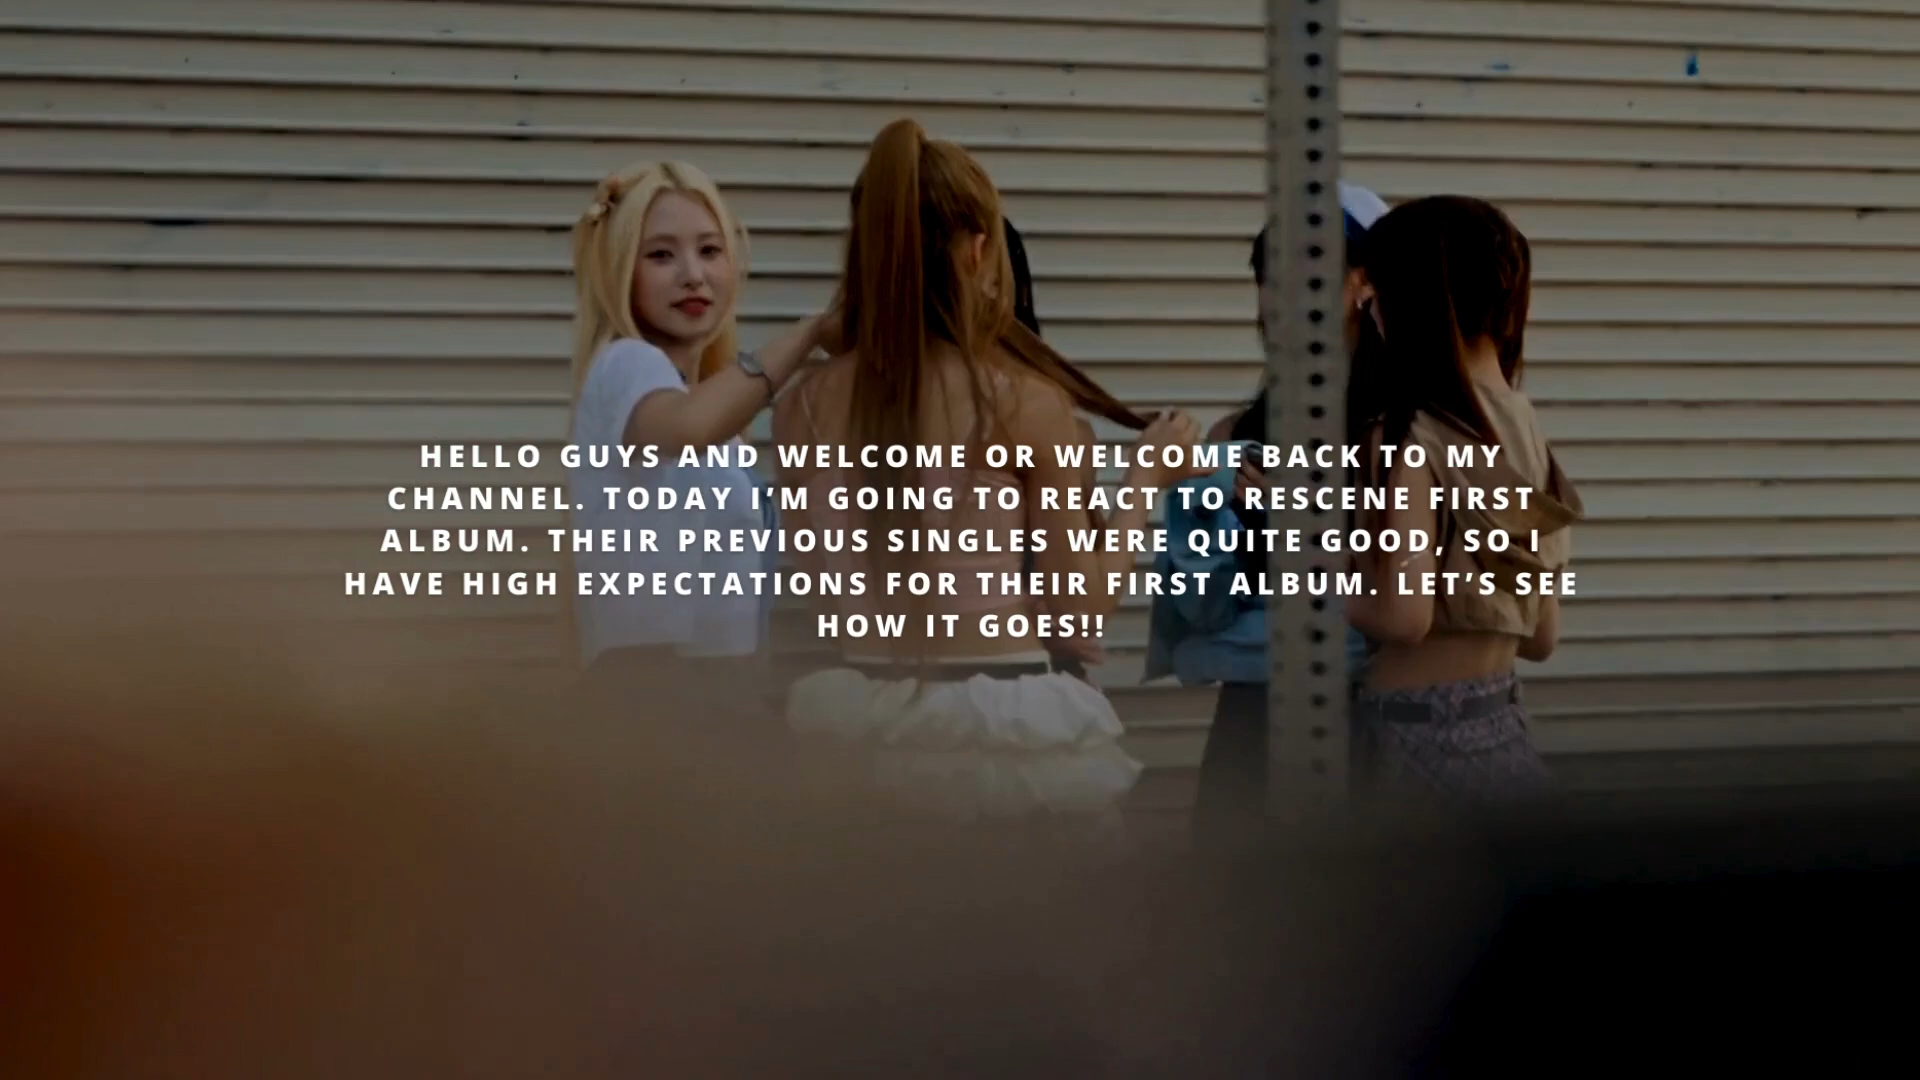 HELLO GUYS AND WELCOME OR WELCOME BACK TO MY
CHANNEL. TODAY I’M GOING TO REACT TO RESCENE FIRST
ALBUM. THEIR PREVIOUS SINGLES WERE QUITE GOOD, SO I
HAVE HIGH EXPECTATIONS FOR THEIR FIRST ALBUM. LET’S SEE
HOW IT GOES!!